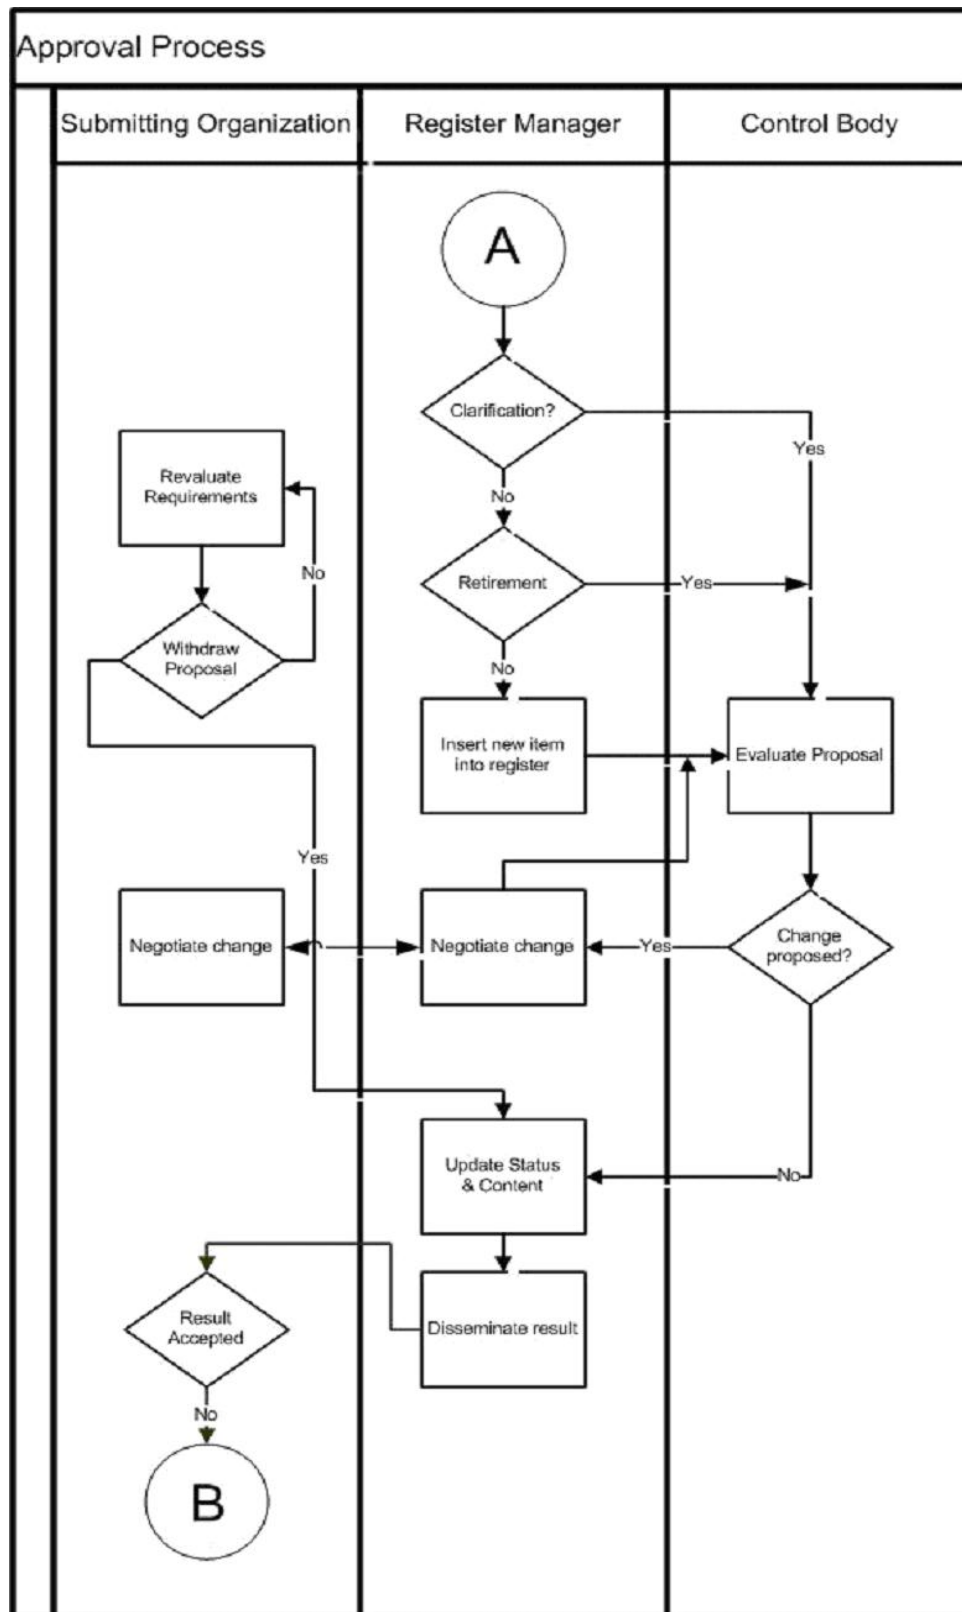 Approval Process
Submitting Organization
Register Manager
Control Body
A
Clarification?
Yes
Revaluate
Requirements
No
No
Retirement
Yes
Withdraw
Proposal
No
Insert new item
into register
Evaluate Proposal
Yes
Negotiate change
Negotiate change
Yes
Change
proposed?
Update Status
& Content
No
Result
Accepted
Disseminate result
No
B